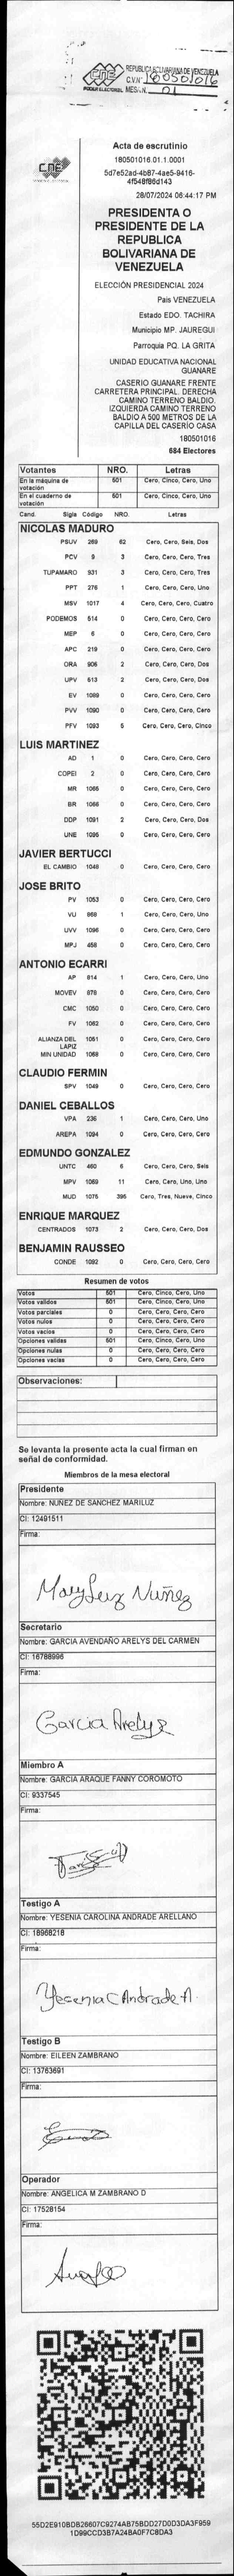 CNE
PODER ELECTORAL
REPUBLICA BOLIVARIANA DE VENEZUELA
C.V.N° 180501016
MESA N. 01
CNE
Acta de escrutinio
180501016.01.1.0001
5d7e52ad-4b87-4ae5-9416-
4f548f86d143
28/07/2024 06:44:17 PM
PRESIDENTA O
PRESIDENTE DE LA
REPUBLICA
BOLIVARIANA DE
VENEZUELA
ELECCIÓN PRESIDENCIAL 2024
Pais VENEZUELA
Estado EDO. TACHIRA
Municipio MP. JAUREGUI
Parroquia PQ. LA GRITA
UNIDAD EDUCATIVA NACIONAL
GUANARE
CASERIO GUANARE FRENTE
CARRETERA PRINCIPAL. DERECHA
CAMINO TERRENO BALDIO.
IZQUIERDA CAMINO TERRENO
BALDIO A 500 METROS DE LA
CAPILLA DEL CASERIO CASA
180501016
684 Electores
Votantes NRO. Letras
En la máquina de votación 501 Cero, Cinco, Cero, Uno
En el cuaderno de votación 501 Cero, Cinco, Cero, Uno
Cand. Sigla Código NRO. Letras
NICOLAS MADURO
PSUV 269 62 Cero, Cero, Seis, Dos
PCV 9 3 Cero, Cero, Cero, Tres
TUPAMARO 931 3 Cero, Cero, Cero, Tres
PPT 276 1 Cero, Cero, Cero, Uno
MSV 1017 4 Cero, Cero, Cero, Cuatro
PODEMOS 514 0 Cero, Cero, Cero, Cero
MEP 6 0 Cero, Cero, Cero, Cero
APC 219 0 Cero, Cero, Cero, Cero
ORA 906 2 Cero, Cero, Cero, Dos
UPV 513 2 Cero, Cero, Cero, Dos
EV 1089 0 Cero, Cero, Cero, Cero
PVV 1090 0 Cero, Cero, Cero, Cero
PFV 1093 5 Cero, Cero, Cero, Cinco
LUIS MARTINEZ
AD 1 0 Cero, Cero, Cero, Cero
COPEI 2 0 Cero, Cero, Cero, Cero
MR 1065 0 Cero, Cero, Cero, Cero
BR 1066 0 Cero, Cero, Cero, Cero
DDP 1091 2 Cero, Cero, Cero, Dos
UNE 1095 0 Cero, Cero, Cero, Cero
JAVIER BERTUCCI
EL CAMBIO 1048 0 Cero, Cero, Cero, Cero
JOSE BRITO
PV 1053 0 Cero, Cero, Cero, Cero
VU 869 1 Cero, Cero, Cero, Uno
UVV 1096 0 Cero, Cero, Cero, Cero
MPJ 458 0 Cero, Cero, Cero, Cero
ANTONIO ECARRI
AP 814 1 Cero, Cero, Cero, Uno
MOVEV 878 0 Cero, Cero, Cero, Cero
CMC 1050 0 Cero, Cero, Cero, Cero
FV 1062 0 Cero, Cero, Cero, Cero
ALIANZA DEL LAPIZ 1061 0 Cero, Cero, Cero, Cero
MIN UNIDAD 1068 0 Cero, Cero, Cero, Cero
CLAUDIO FERMIN
SPV 1049 0 Cero, Cero, Cero, Cero
DANIEL CEBALLOS
VPA 236 1 Cero, Cero, Cero, Uno
AREPA 1094 0 Cero, Cero, Cero, Cero
EDMUNDO GONZALEZ
UNTC 460 6 Cero, Cero, Cero, Seis
MPV 1069 11 Cero, Cero, Uno, Uno
MUD 1075 395 Cero, Tres, Nueve, Cinco
ENRIQUE MARQUEZ
CENTRADOS 1073 2 Cero, Cero, Cero, Dos
BENJAMIN RAUSSEO
CONDE 1092 0 Cero, Cero, Cero, Cero
Resumen de votos
Votos 501 Cero, Cinco, Cero, Uno
Votos validos 501 Cero, Cinco, Cero, Uno
Votos parciales 0 Cero, Cero, Cero, Cero
Votos nulos 0 Cero, Cero, Cero, Cero
Votos vacios 0 Cero, Cero, Cero, Cero
Opciones validas 501 Cero, Cinco, Cero, Uno
Opciones nulas 0 Cero, Cero, Cero, Cero
Opciones vacias 0 Cero, Cero, Cero, Cero
Observaciones:
Se levanta la presente acta la cual firman en
señal de conformidad.
Miembros de la mesa electoral
Presidente
Nombre: NUÑEZ DE SANCHEZ MARILUZ
CI: 12491511
Firma:
Maryluz Nuñez
Secretario
Nombre: GARCIA AVENDAÑO ARELYS DEL CARMEN
CI: 16788996
Firma:
Garcia Arelys
Miembro A
Nombre: GARCIA ARAQUE FANNY COROMOTO
CI: 9337545
Firma:
Testigo A
Nombre: YESENIA CAROLINA ANDRADE ARELLANO
CI: 18968218
Firma:
Yesenia C Andrade A.
Testigo B
Nombre: EILEEN ZAMBRANO
CI: 13763691
Firma:
Operador
Nombre: ANGELICA M ZAMBRANO D
CI: 17528154
Firma:
55D2E910BDB26607C9274AB75BDD27D0D3DA3F959
1D99CCD3B7A24BA0F7C8DA3